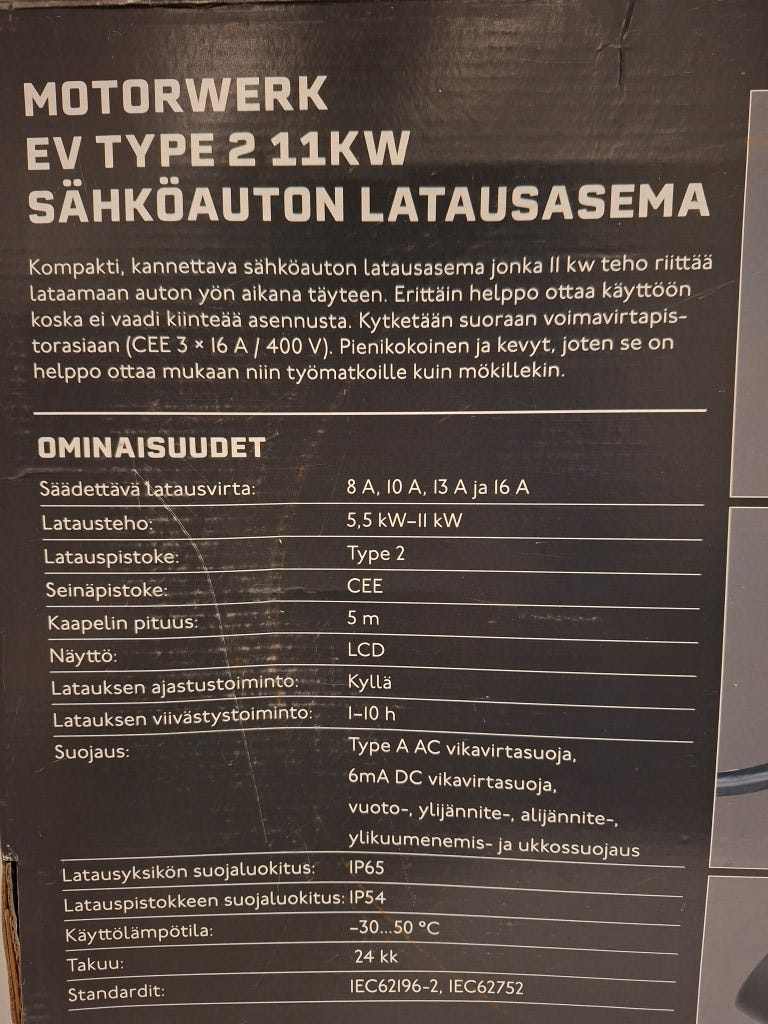 MOTORWERK
EV TYPE 2 11KW
SÄHKÖAUTON LATAUSASEMA
Kompakti, kannettava sähköauton latausasema jonka 11 kw teho riittää
lataamaan auton yön aikana täyteen. Erittäin helppo ottaa käyttöön
koska ei vaadi kiinteää asennusta. Kytketään suoraan voimavirtapis-
torasiaan (CEE 3 × 16 A / 400 V). Pienikokoinen ja kevyt, joten se on
helppo ottaa mukaan niin työmatkoille kuin mökillekin.
OMINAISUUDET
Säädettävä latausvirta: 8 A, 10 A, 13 A ja 16 A
Latausteho: 5,5 kW–11 kW
Latauspistoke: Type 2
Seinäpistoke: CEE
Kaapelin pituus: 5 m
Näyttö: LCD
Latauksen ajastustoiminto: Kyllä
Latauksen viivästystoiminto: 1–10 h
Suojaus: Type A AC vikavirtasuoja,
6mA DC vikavirtasuoja,
vuoto-, ylijännite-, alijännite-,
ylikuumenemis- ja ukkossuojaus
Latausyksikön suojaluokitus: IP65
Latauspistokkeen suojaluokitus: IP54
Käyttölämpötila: –30...50 °C
Takuu: 24 kk
Standardit: IEC62196-2, IEC62752